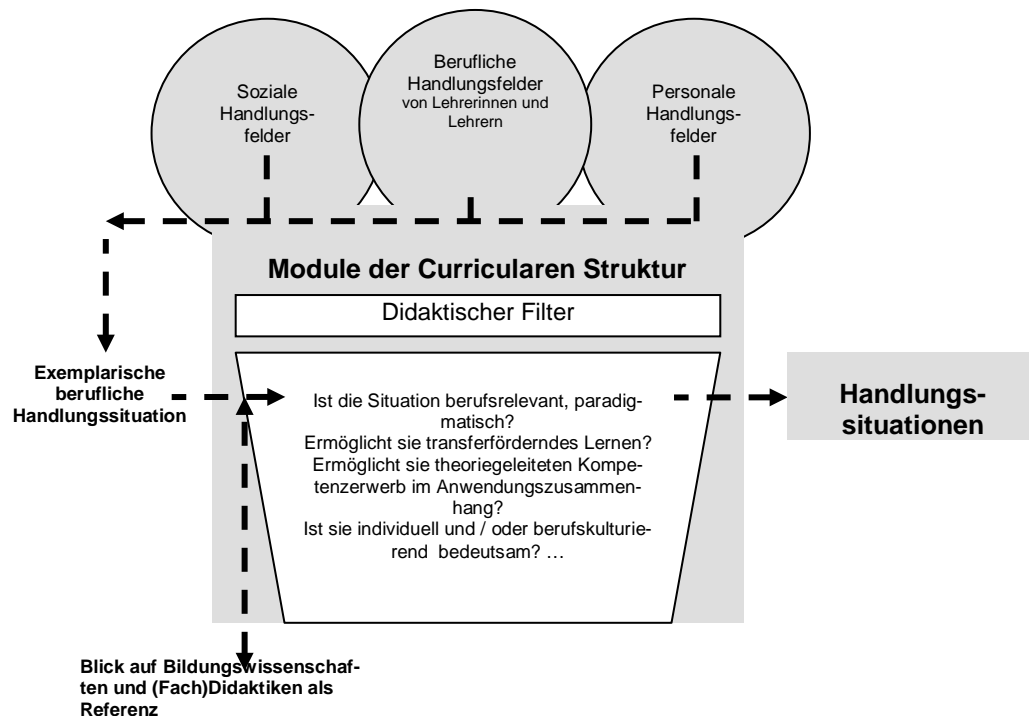 Soziale
Handlungs-
felder
Berufliche
Handlungsfelder
von Lehrerinnen und
Lehrern
Personale
Handlungs-
felder
Module der Curricularen Struktur
Didaktischer Filter
Exemplarische
berufliche
Handlungssituation
Ist die Situation berufsrelevant, paradig-
matisch?
Ermöglicht sie transferförderndes Lernen?
Ermöglicht sie theoriegeleiteten Kompe-
tenzerwerb im Anwendungszusammen-
hang?
Ist sie individuell und / oder berufskulturie-
rend bedeutsam? …
Handlungs-
situationen
Blick auf Bildungswissenschaf-
ten und (Fach)Didaktiken als
Referenz